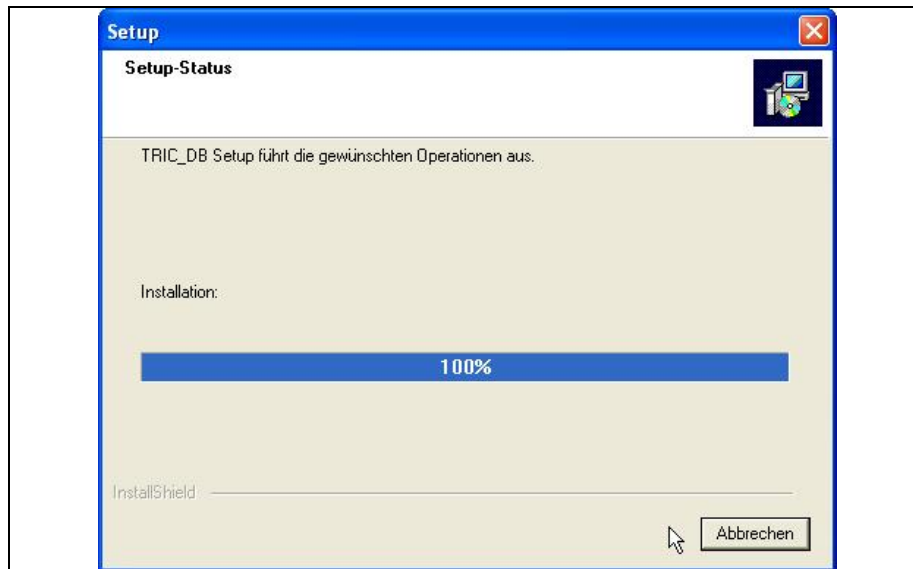 Setup
Setup-Status
TRIC_DB Setup führt die gewünschten Operationen aus.
Installation:
100%
InstallShield
Abbrechen